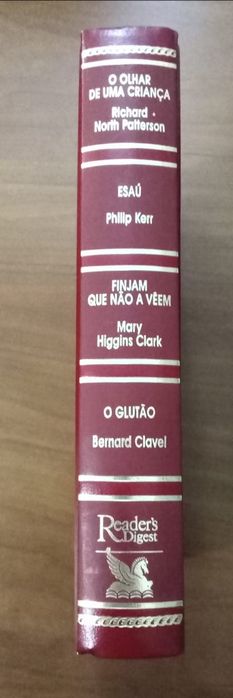 O OLHAR
DE UMA CRIANÇA
Richard
North Patterson
ESAÚ
Philip Kerr
FINJAM
QUE NÃO A VÊEM
Mary
Higgins Clark
O GLUTÃO
Bernard Clavel
Reader's
Digest